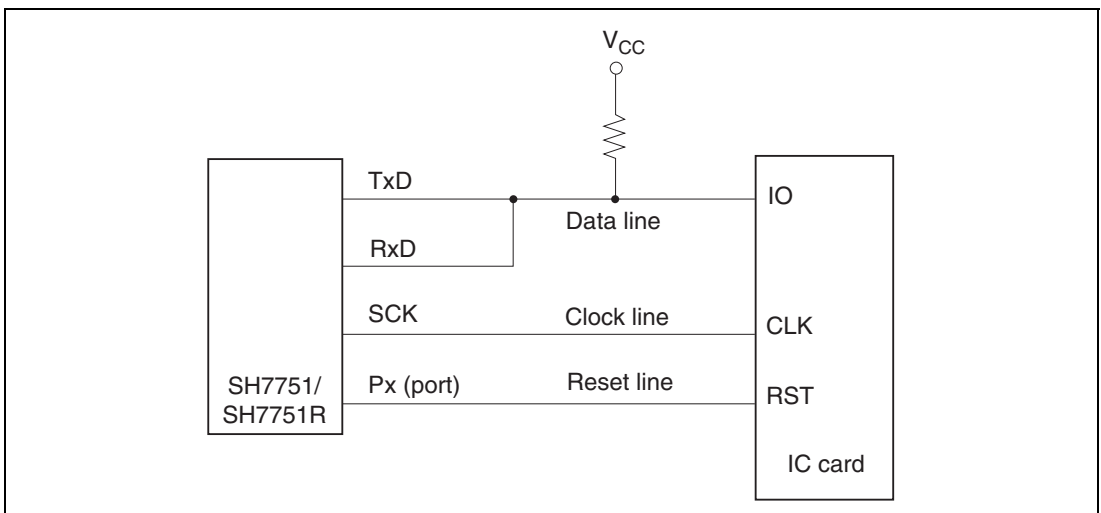 VCC
TxD
IO
Data line
RxD
SCK
Clock line
CLK
SH7751/
SH7751R
Px (port)
Reset line
RST
IC card